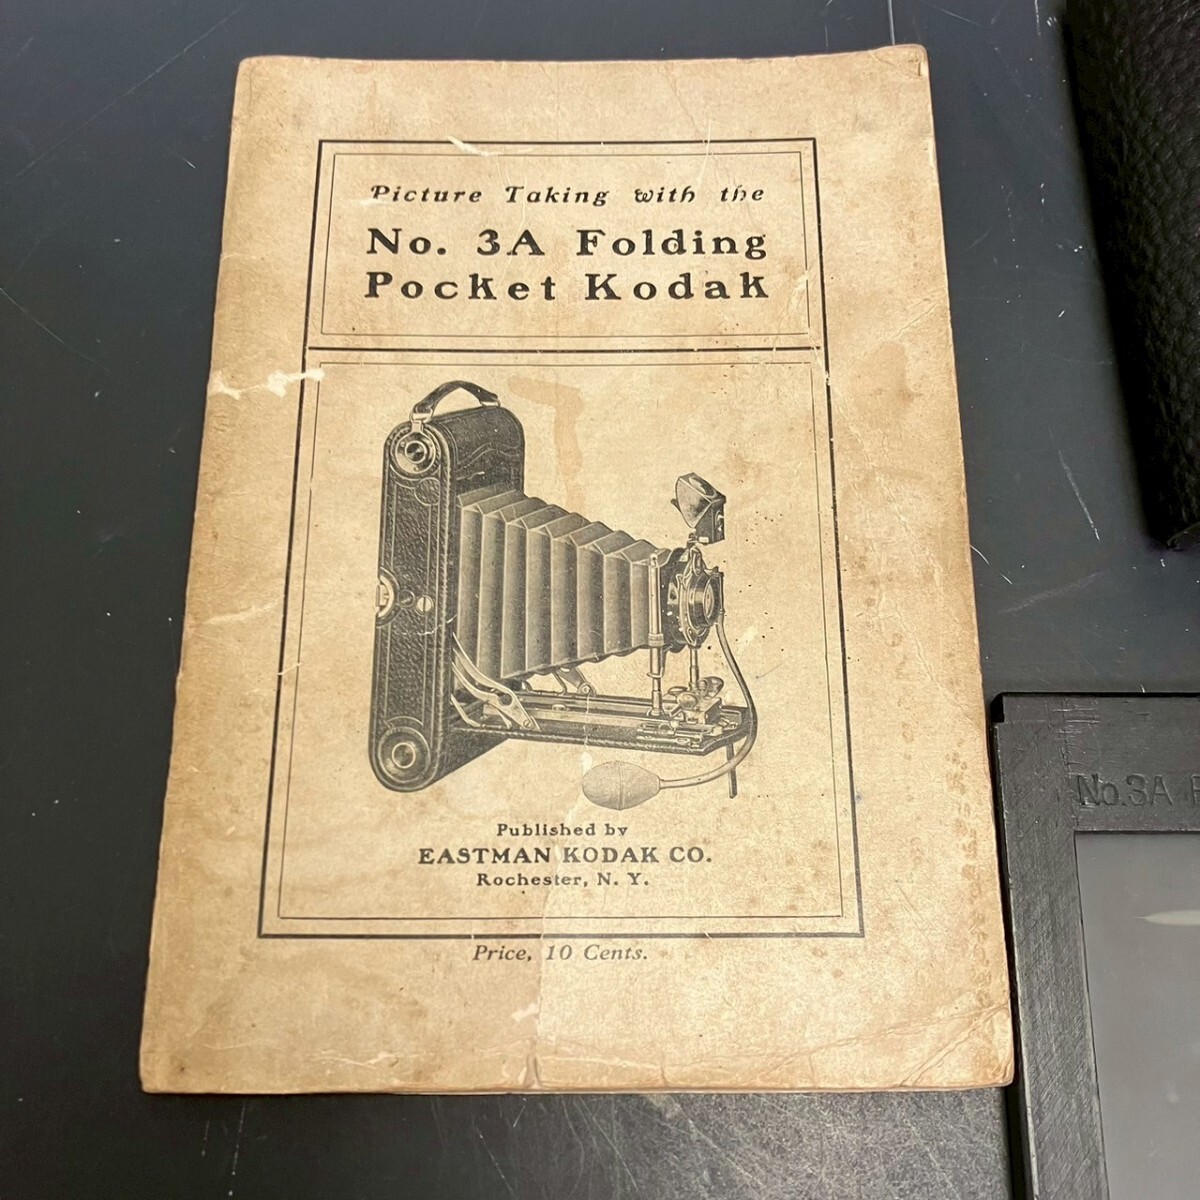 Picture Taking with the
No. 3A Folding
Pocket Kodak
Published by
EASTMAN KODAK CO.
Rochester, N. Y.
Price, 10 Cents.
No.3A